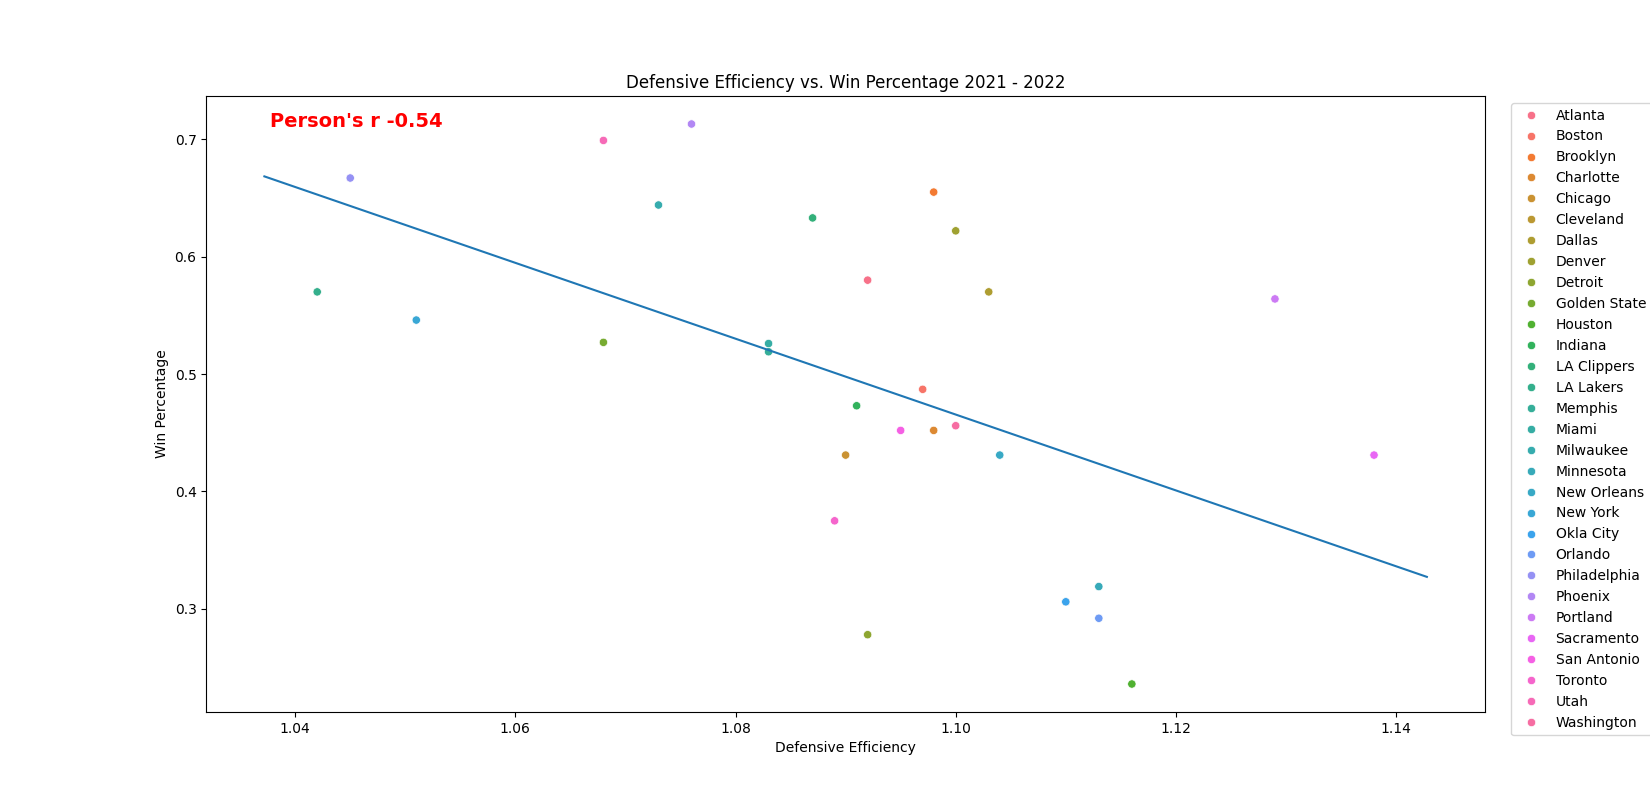 Defensive Efficiency vs. Win Percentage 2021 - 2022
Person's r -0.54
Win Percentage
0.7
0.6
0.5
0.4
0.3
1.04 1.06 1.08 1.10 1.12 1.14
Defensive Efficiency
Atlanta
Boston
Brooklyn
Charlotte
Chicago
Cleveland
Dallas
Denver
Detroit
Golden State
Houston
Indiana
LA Clippers
LA Lakers
Memphis
Miami
Milwaukee
Minnesota
New Orleans
New York
Okla City
Orlando
Philadelphia
Phoenix
Portland
Sacramento
San Antonio
Toronto
Utah
Washington